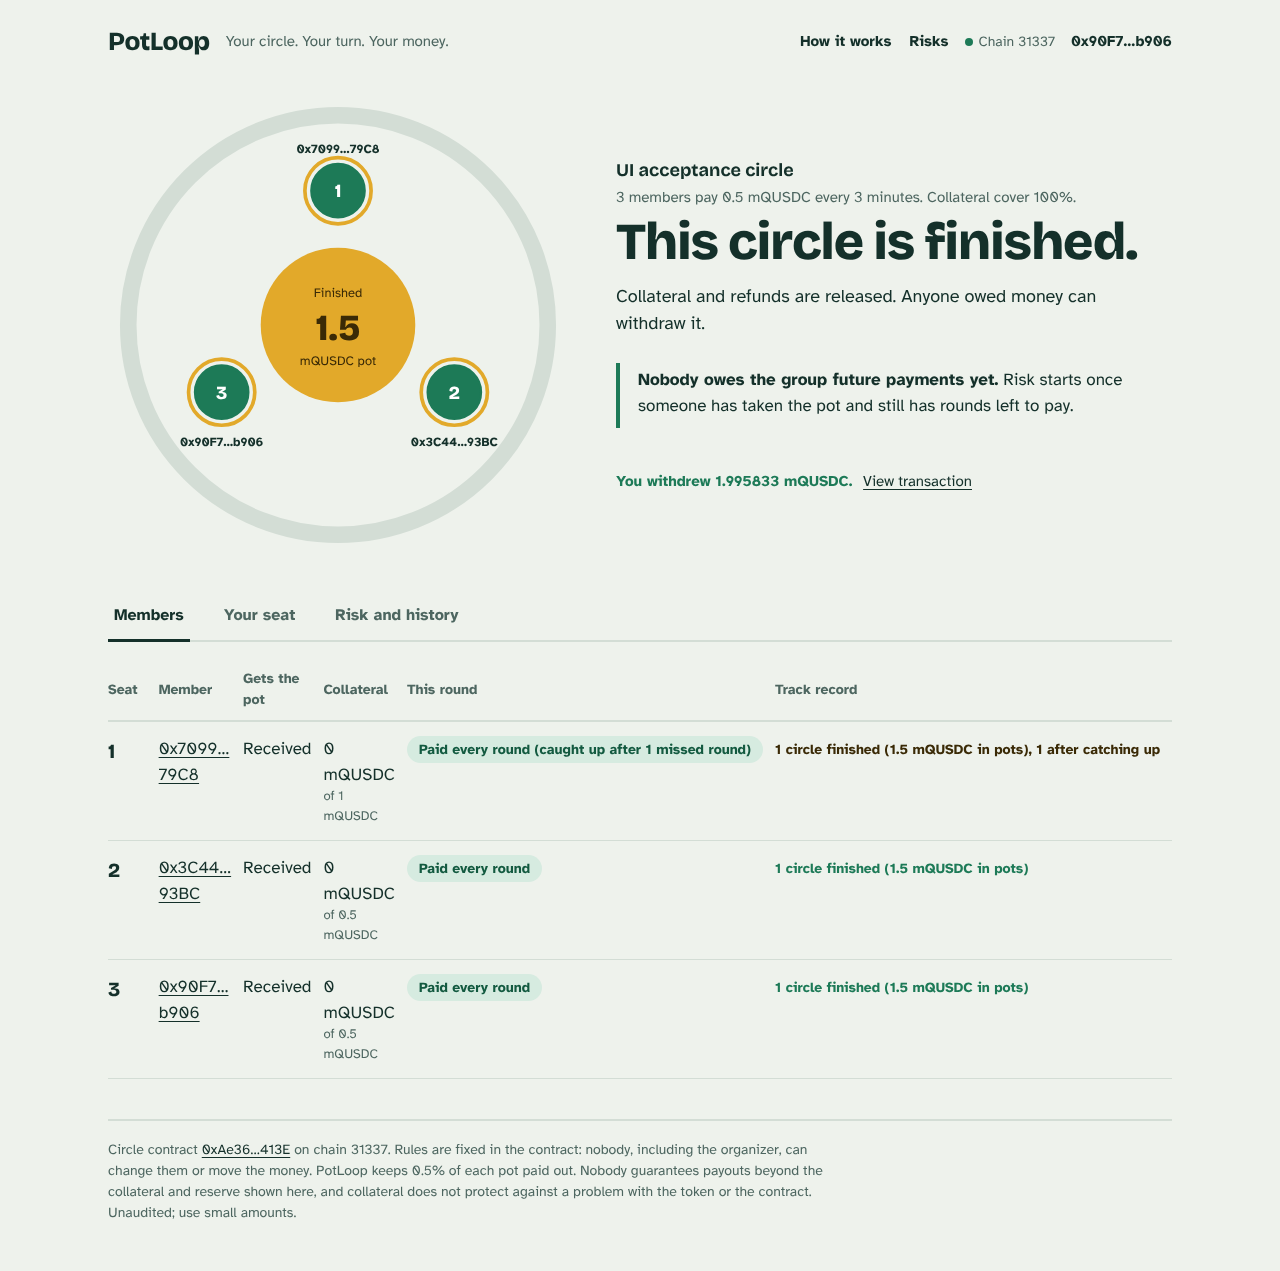 PotLoop
Your circle. Your turn. Your money.
How it works
Risks
Chain 31337
0x90F7…b906
0x7099…79C8
1
Finished
1.5
mQUSDC pot
3
2
0x90F7…b906
0x3C44…93BC
UI acceptance circle
3 members pay 0.5 mQUSDC every 3 minutes. Collateral cover 100%.
This circle is finished.
Collateral and refunds are released. Anyone owed money can
withdraw it.
Nobody owes the group future payments yet. Risk starts once
someone has taken the pot and still has rounds left to pay.
You withdrew 1.995833 mQUSDC. View transaction
Members
Your seat
Risk and history
Seat
Member
Gets the
pot
Collateral
This round
Track record
1
0x7099…
79C8
Received
0
mQUSDC
of 1
mQUSDC
Paid every round (caught up after 1 missed round)
1 circle finished (1.5 mQUSDC in pots), 1 after catching up
2
0x3C44…
93BC
Received
0
mQUSDC
of 0.5
mQUSDC
Paid every round
1 circle finished (1.5 mQUSDC in pots)
3
0x90F7…
b906
Received
0
mQUSDC
of 0.5
mQUSDC
Paid every round
1 circle finished (1.5 mQUSDC in pots)
Circle contract 0xAe36…413E on chain 31337. Rules are fixed in the contract: nobody, including the organizer, can
change them or move the money. PotLoop keeps 0.5% of each pot paid out. Nobody guarantees payouts beyond the
collateral and reserve shown here, and collateral does not protect against a problem with the token or the contract.
Unaudited; use small amounts.